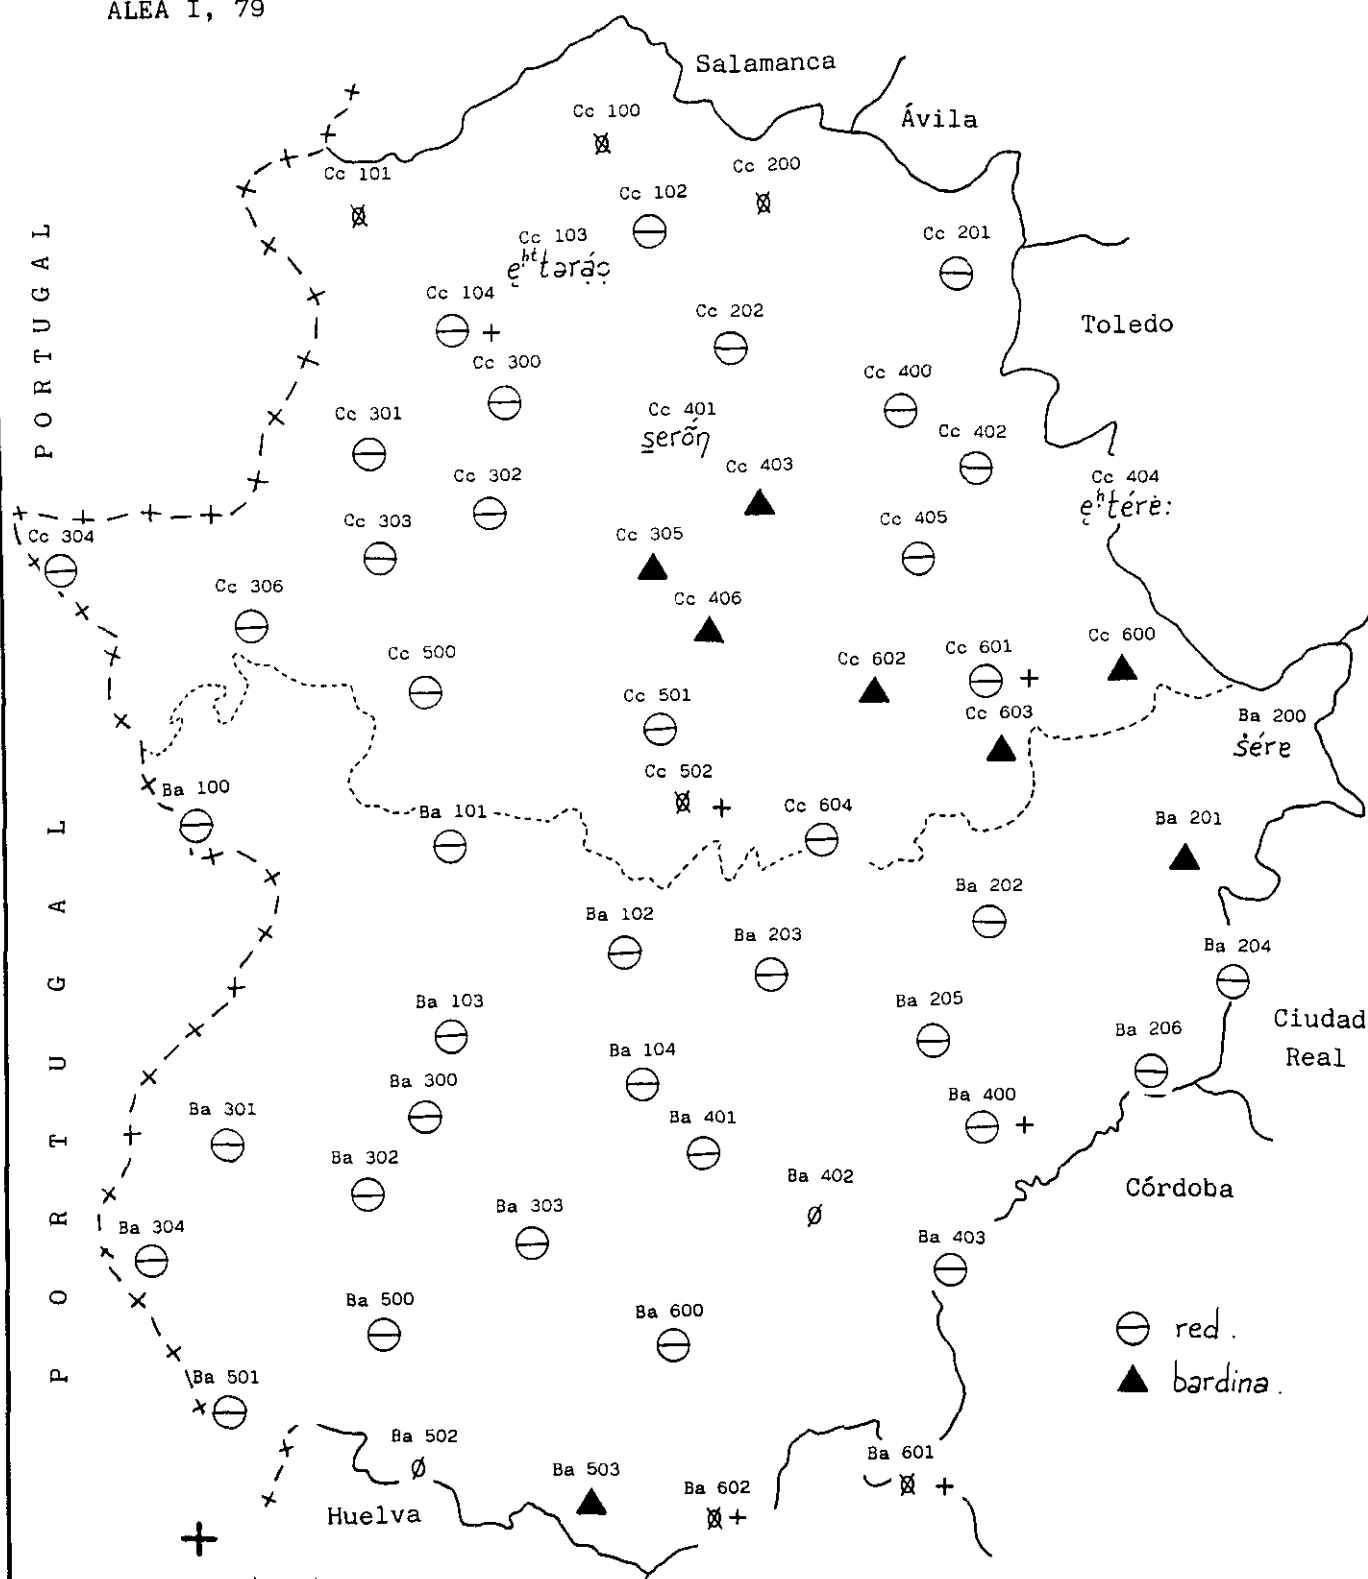 ALEA I, 79
Salamanca
Ávila
Cc 100
Cc 101
Cc 200
Cc 102
Cc 103
Cc 201
PORTUGAL
Cc 104
Cc 202
Toledo
Cc 300
Cc 400
Cc 301
Cc 401
serõŋ
Cc 402
Cc 403
Cc 302
Cc 404
Cc 303
Cc 405
Cc 304
Cc 305
Cc 306
Cc 406
Cc 500
Cc 602
Cc 601
Cc 600
Cc 501
Cc 603
Ba 200
ṡére
Cc 502
Ba 100
Ba 101
Cc 604
Ba 201
PORTUGAL
Ba 202
Ba 102
Ba 203
Ba 204
Ba 103
Ba 205
Ciudad
Real
Ba 206
Ba 104
Ba 300
Ba 400
Ba 301
Ba 401
Ba 302
Ba 402
Córdoba
Ba 303
Ba 304
Ba 403
Ba 500
Ba 600
red.
bardina.
Ba 501
Ba 502
Ba 503
Ba 601
Ba 602
Huelva